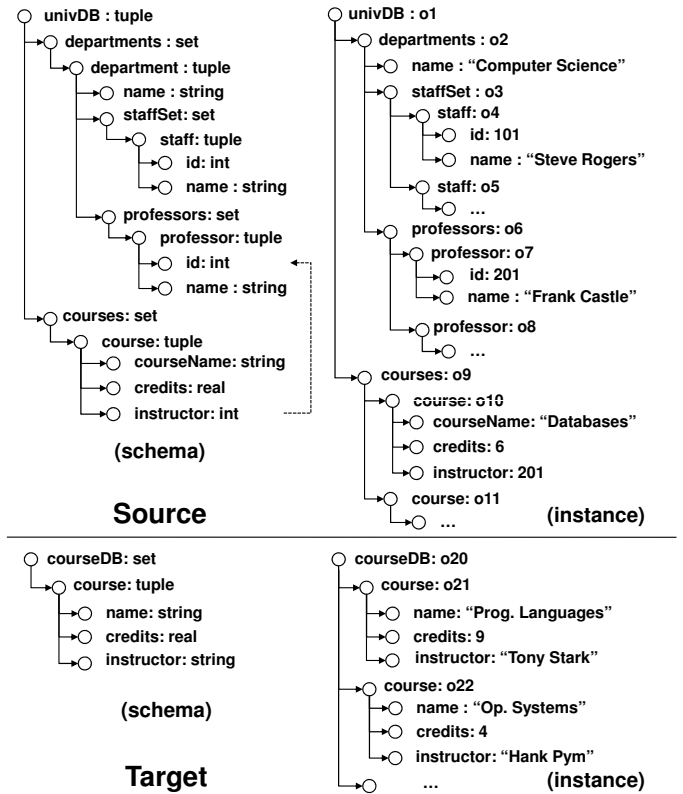 univDB : tuple
departments : set
department : tuple
name : string
staffSet: set
staff: tuple
id: int
name : string
professors: set
professor: tuple
id: int
name : string
courses: set
course: tuple
courseName: string
credits: real
instructor: int
(schema)
Source
univDB : o1
departments : o2
name : “Computer Science”
staffSet : o3
staff: o4
id: 101
name : “Steve Rogers”
staff: o5
...
professors: o6
professor: o7
id: 201
name : “Frank Castle”
professor: o8
...
courses: o9
course: o10
courseName: “Databases”
credits: 6
instructor: 201
course: o11
...
(instance)
courseDB: set
course: tuple
name: string
credits: real
instructor: string
(schema)
Target
courseDB: o20
course: o21
name: “Prog. Languages”
credits: 9
instructor: “Tony Stark”
course: o22
name : “Op. Systems”
credits: 4
instructor: “Hank Pym”
...
(instance)